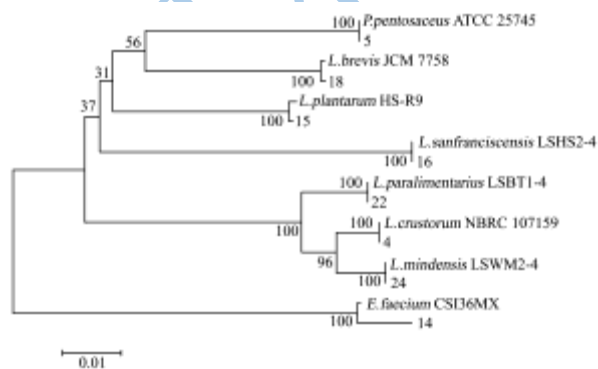 100 P.pentosaceus ATCC 25745
5
56
L.brevis JCM 7758
100 18
31
L.plantarum HS-R9
100 15
37
L.sanfranciscensis LSHS2-4
100 16
100 L.paralimentarius LSBT1-4
22
100
100 L.crustorum NBRC 107159
4
96
L.mindensis LSWM2-4
100 24
E.faecium CSI36MX
100 14
0.01